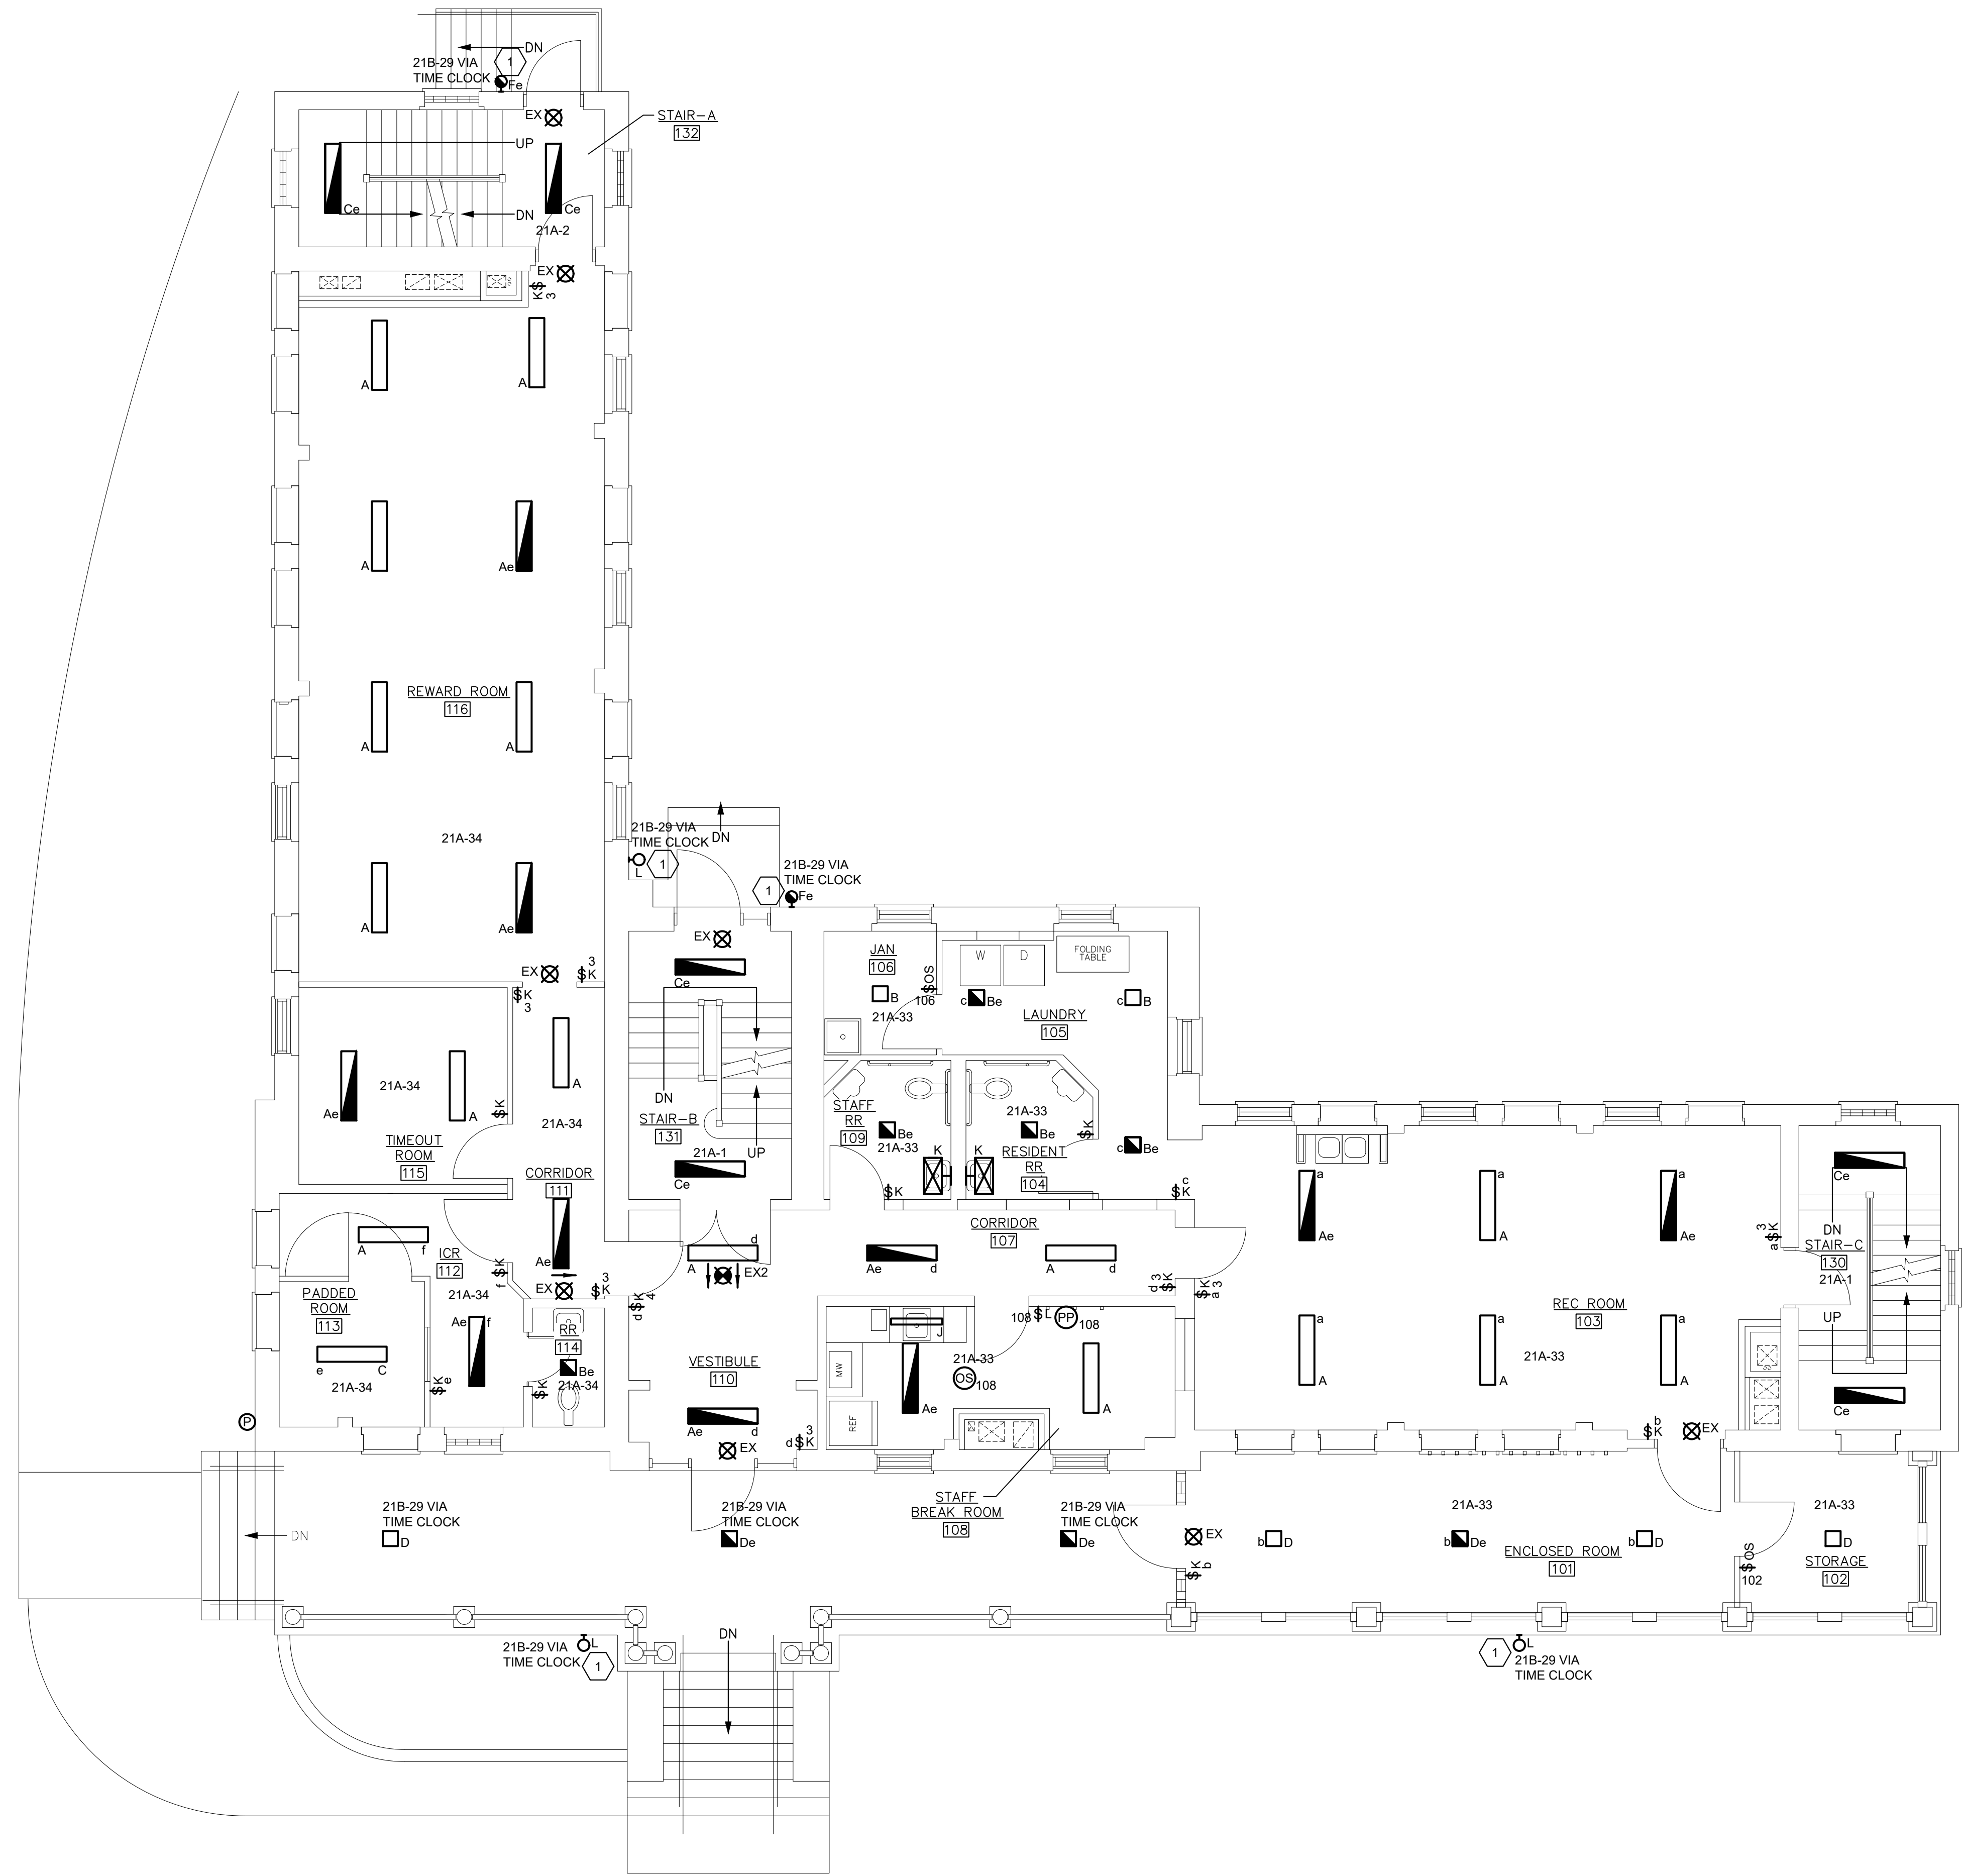 DN
21B-29 VIA
TIME CLOCK
1
Fe
EX
STAIR-A
132
UP
Ce
Ce
DN
21A-2
EX
$K
3
A
A
A
Ae
REWARD ROOM
116
A
A
21A-34
A
Ae
EX
3
$K
$K
3
21B-29 VIA
TIME CLOCK
DN
L
1
21B-29 VIA
TIME CLOCK
1
Fe
EX
Ce
JAN
106
$OS
106
B
21A-33
W
D
FOLDING
TABLE
c
Be
c
B
LAUNDRY
105
21A-34
Ae
A
A
$K
TIMEOUT
ROOM
115
21A-34
DN
STAIR-B
131
21A-1
UP
Ce
STAFF
RR
109
Be
21A-33
K
$K
21A-33
Be
RESIDENT
RR
104
K
$K
c
Be
c
$K
CORRIDOR
111
Ae
EX
3
$K
A
f
ICR
112
$K
f
21A-34
Ae
f
PADDED
ROOM
113
e
C
21A-34
$K
e
RR
114
Be
21A-34
$K
P
d
A
EX2
$K
d
4
VESTIBULE
110
Ae
d
EX
3
d
$K
CORRIDOR
107
Ae
d
A
d
$K
d
3
$K
a
3
J
MW
REF
Ae
21A-33
OS
108
108
$L
PP
108
A
STAFF
BREAK ROOM
108
a
Ae
a
A
a
Ae
a
A
a
A
a
A
REC ROOM
103
21A-33
$K
a
3
Ce
DN
STAIR-C
130
21A-1
UP
Ce
b
$K
EX
21B-29 VIA
TIME CLOCK
D
DN
21B-29 VIA
TIME CLOCK
De
21B-29 VIA
TIME CLOCK
De
EX
$K
b
b
D
21A-33
b
De
b
D
ENCLOSED ROOM
101
$OS
102
21A-33
D
STORAGE
102
21B-29 VIA
TIME CLOCK
L
1
DN
1
L
21B-29 VIA
TIME CLOCK